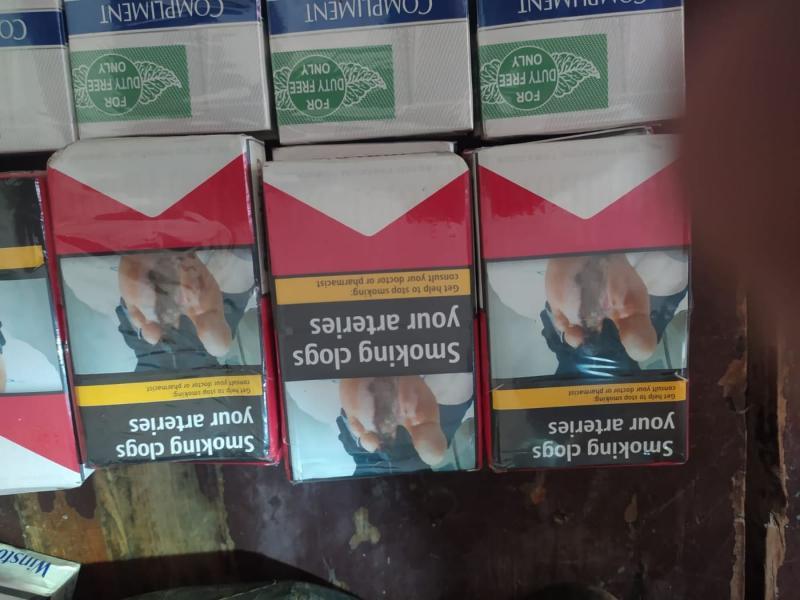 COMPLIMENT
FOR
DUTY FREE
ONLY
COMPLIMENT
FOR
DUTY FREE
ONLY
COMPLIMENT
FOR
DUTY FREE
ONLY
Smoking clogs
your arteries
Get help to stop smoking:
consult your doctor or pharmacist
Smoking clogs
your arteries
Get help to stop smoking:
consult your doctor or pharmacist
Smoking clogs
your arteries
Get help to stop smoking:
consult your doctor or pharmacist